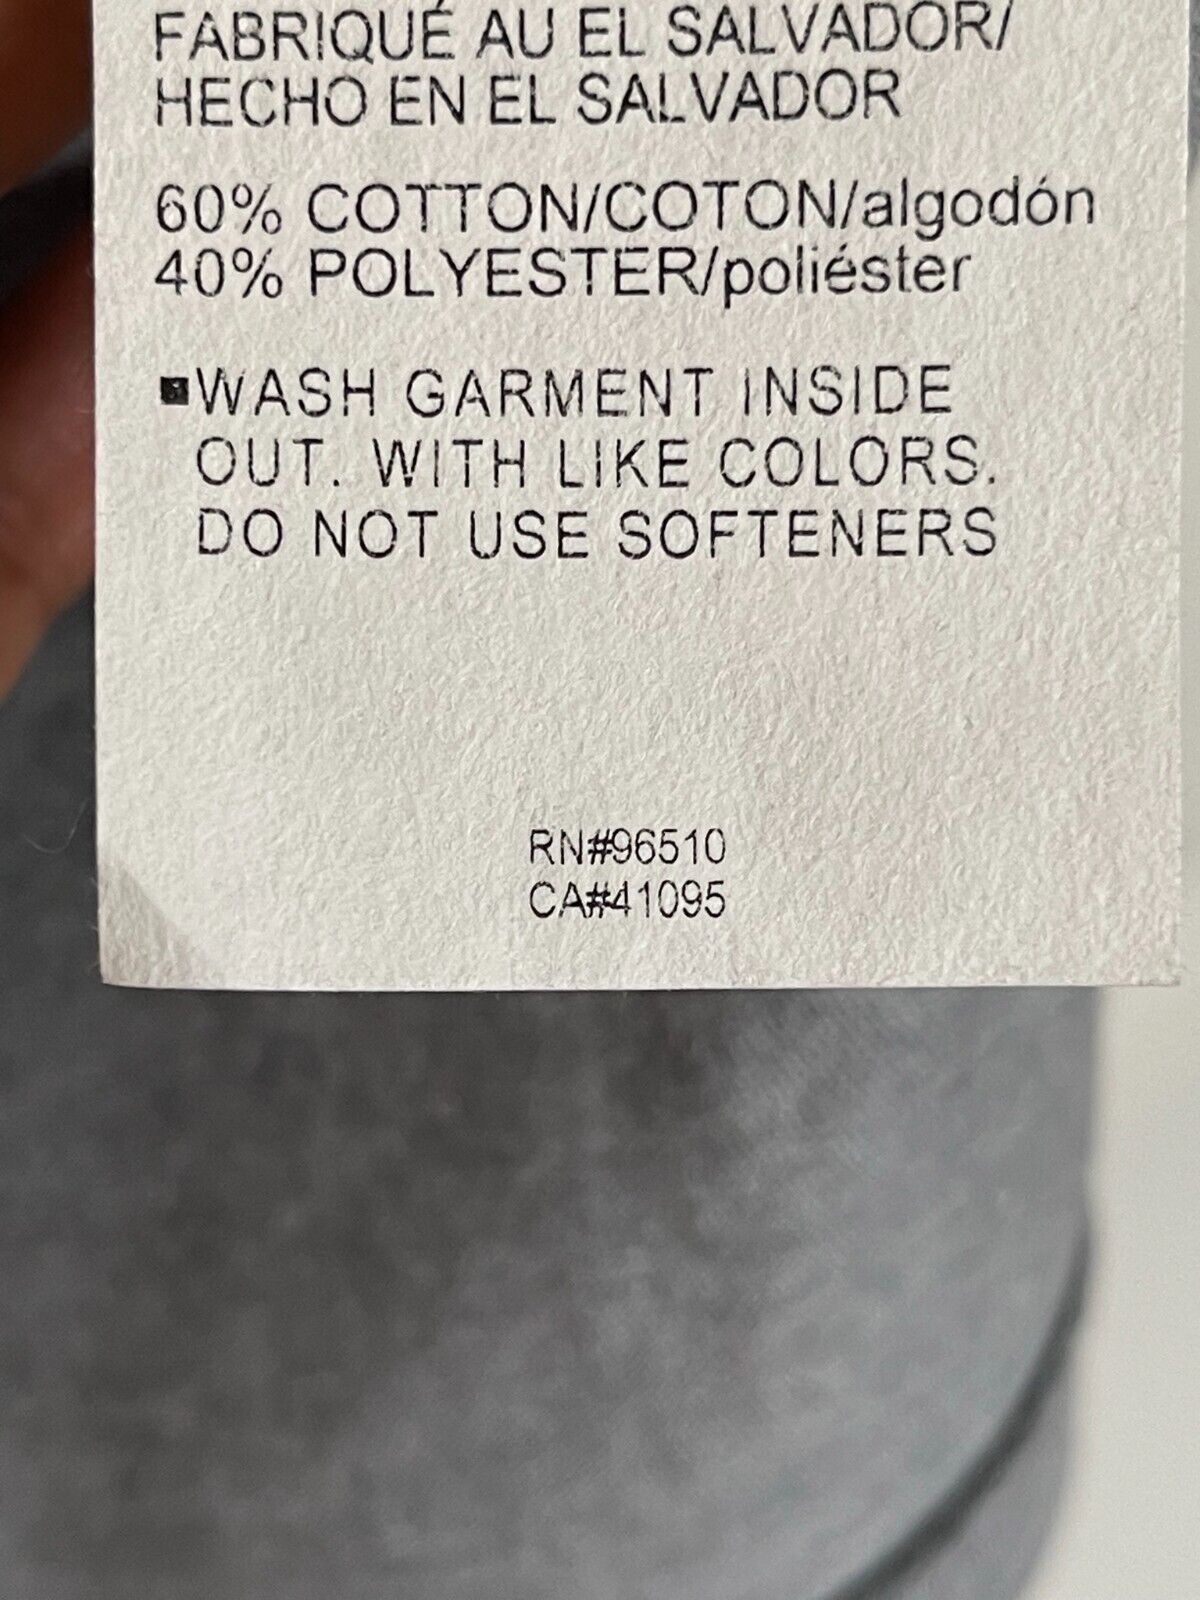 FABRIQUÉ AU EL SALVADOR/
HECHO EN EL SALVADOR
60% COTTON/COTON/algodón
40% POLYESTER/poliéster
▪WASH GARMENT INSIDE
OUT. WITH LIKE COLORS.
DO NOT USE SOFTENERS
RN#96510
CA#41095